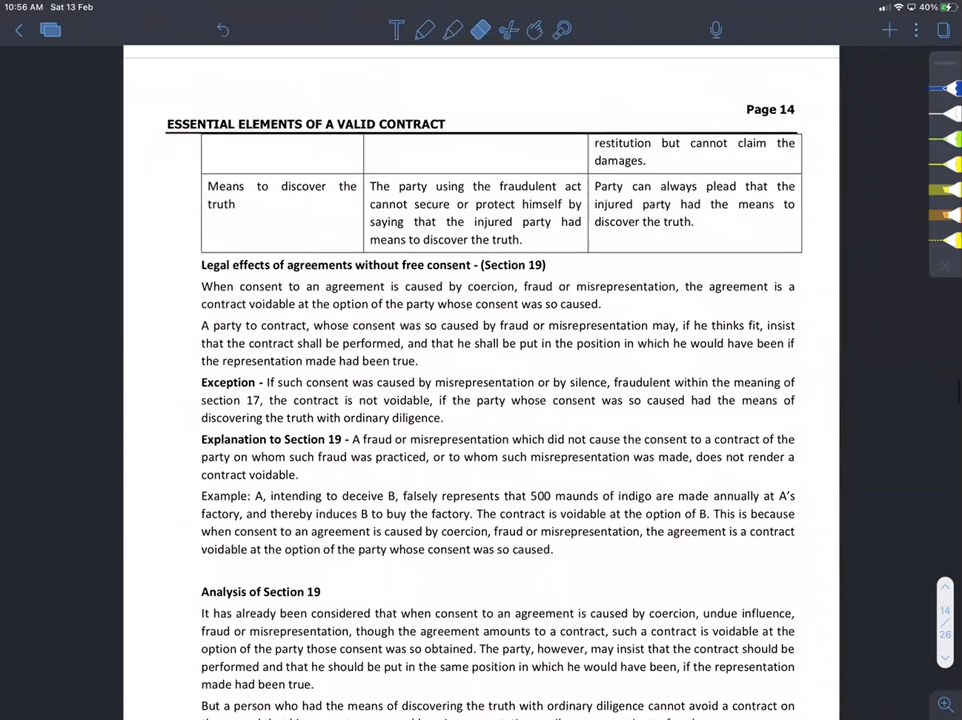 10:56 AM Sat 13 Feb
40%
T
Page 14
ESSENTIAL ELEMENTS OF A VALID CONTRACT
restitution but cannot claim the
damages.
Means to discover the
truth
The party using the fraudulent act
cannot secure or protect himself by
saying that the injured party had
means to discover the truth.
Party can always plead that the
injured party had the means to
discover the truth.
Legal effects of agreements without free consent - (Section 19)
When consent to an agreement is caused by coercion, fraud or misrepresentation, the agreement is a
contract voidable at the option of the party whose consent was so caused.
A party to contract, whose consent was so caused by fraud or misrepresentation may, if he thinks fit, insist
that the contract shall be performed, and that he shall be put in the position in which he would have been if
the representation made had been true.
Exception - If such consent was caused by misrepresentation or by silence, fraudulent within the meaning of
section 17, the contract is not voidable, if the party whose consent was so caused had the means of
discovering the truth with ordinary diligence.
Explanation to Section 19 - A fraud or misrepresentation which did not cause the consent to a contract of the
party on whom such fraud was practiced, or to whom such misrepresentation was made, does not render a
contract voidable.
Example: A, intending to deceive B, falsely represents that 500 maunds of indigo are made annually at A's
factory, and thereby induces B to buy the factory. The contract is voidable at the option of B. This is because
when consent to an agreement is caused by coercion, fraud or misrepresentation, the agreement is a contract
voidable at the option of the party whose consent was so caused.
Analysis of Section 19
It has already been considered that when consent to an agreement is caused by coercion, undue influence,
fraud or misrepresentation, though the agreement amounts to a contract, such a contract is voidable at the
option of the party those consent was so obtained. The party, however, may insist that the contract should be
performed and that he should be put in the same position in which he would have been, if the representation
made had been true.
But a person who had the means of discovering the truth with ordinary diligence cannot avoid a contract on
14
/
26